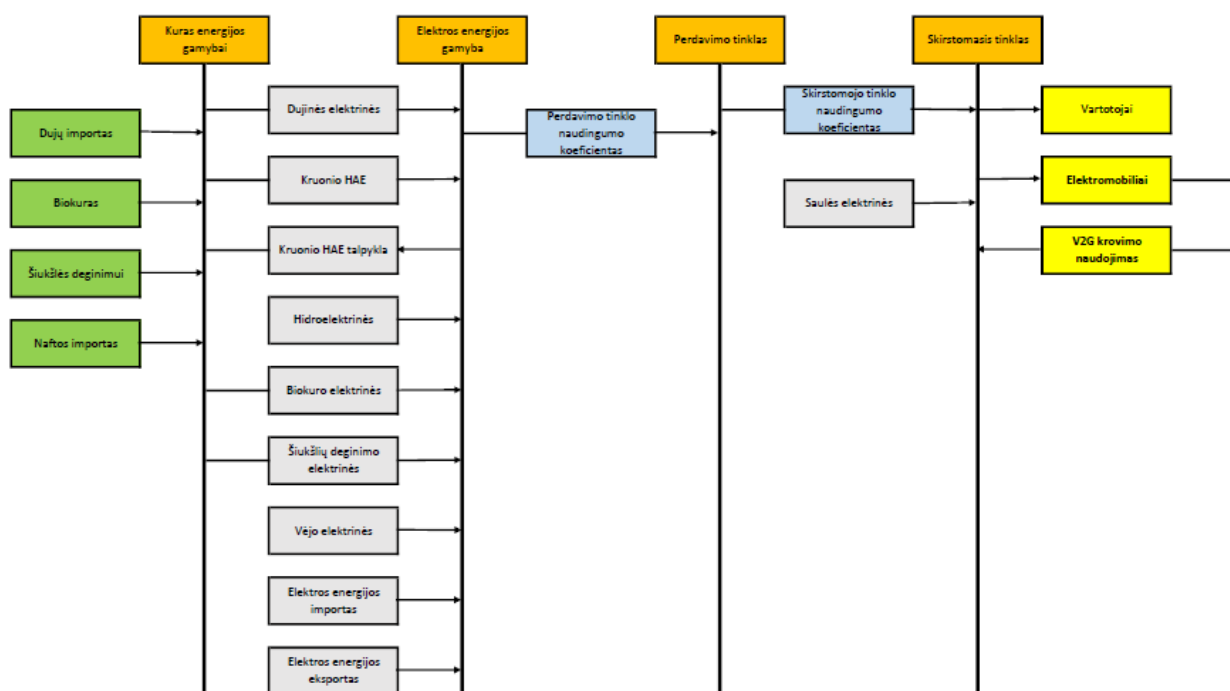 Kuras energijos
gamybai
Elektros energijos
gamyba
Perdavimo tinklas
Skirstomasis tinklas
Dujų importas
Biokuras
Šiukšlės deginimui
Naftos importas
Dujinės elektrinės
Kruonio HAE
Kruonio HAE talpykla
Hidroelektrinės
Biokuro elektrinės
Šiukšlių deginimo
elektrinės
Vėjo elektrinės
Elektros energijos
importas
Elektros energijos
eksportas
Perdavimo tinklo
naudingumo
koeficientas
Skirstomojo tinklo
naudingumo
koeficientas
Saulės elektrinės
Vartotojai
Elektromobiliai
V2G krovimo
naudojimas